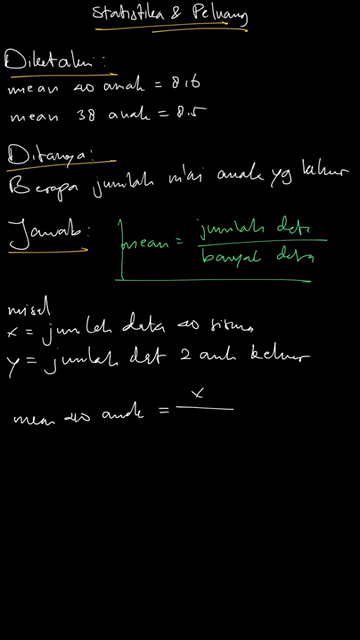 Statistika & Peluang
Diketahui:
mean 40 anak = 8.6
mean 38 anak = 8.5
Ditanya:
Berapa jumlah nilai anak yg keluar
Jawab:
mean = jumlah data / banyak data
misal
x = jumlah data 40 siswa
y = jumlah dat 2 anak keluar
mean 40 anak = x